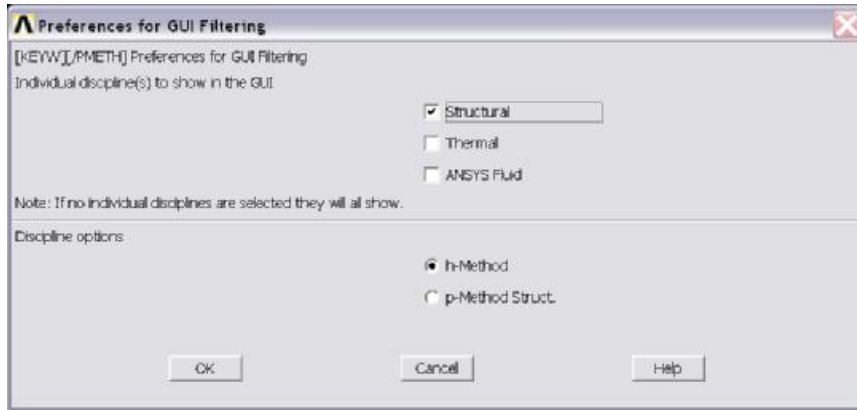 Preferences for GUI Filtering
[KEYW][/PMETH] Preferences for GUI Filtering
Individual discipline(s) to show in the GUI
Structural
Thermal
ANSYS Fluid
Note: If no individual disciplines are selected they will all show.
Discipline options
h-Method
p-Method Struct.
OK Cancel Help